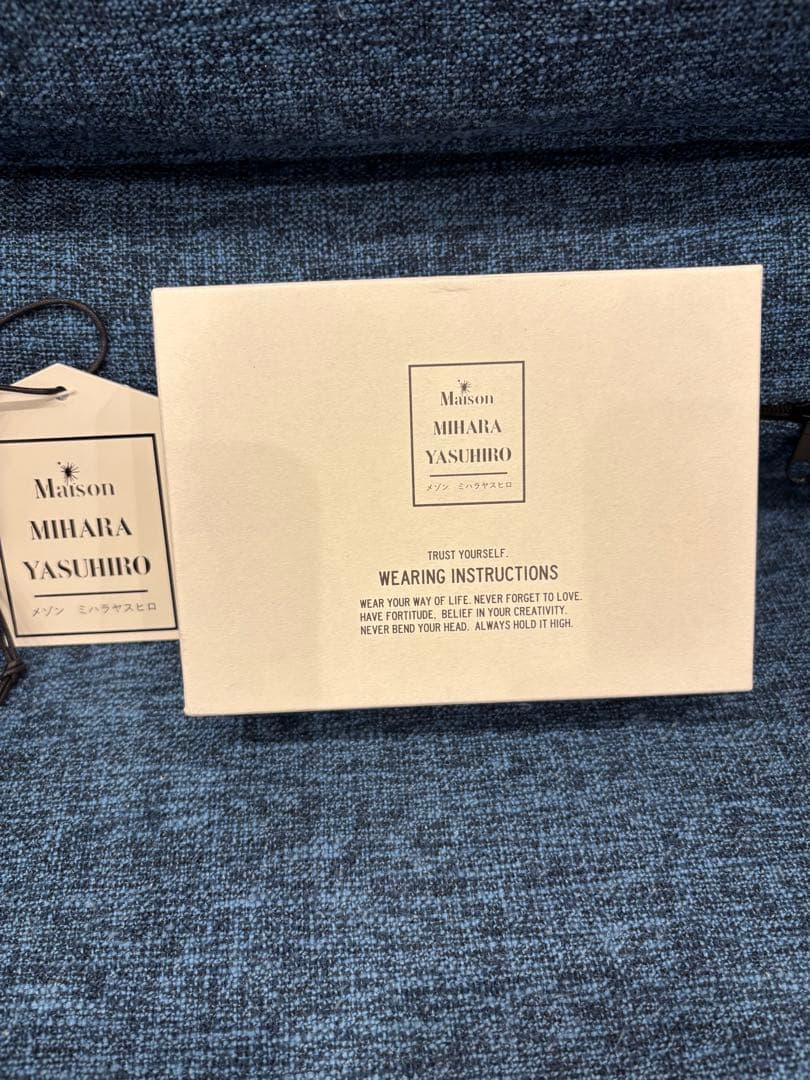 Maison
MIHARA
YASUHIRO
メゾン ミハラヤスヒロ
Maison
MIHARA
YASUHIRO
メゾン ミハラヤスヒロ
TRUST YOURSELF.
WEARING INSTRUCTIONS
WEAR YOUR WAY OF LIFE. NEVER FORGET TO LOVE.
HAVE FORTITUDE, BELIEF IN YOUR CREATIVITY.
NEVER BEND YOUR HEAD. ALWAYS HOLD IT HIGH.